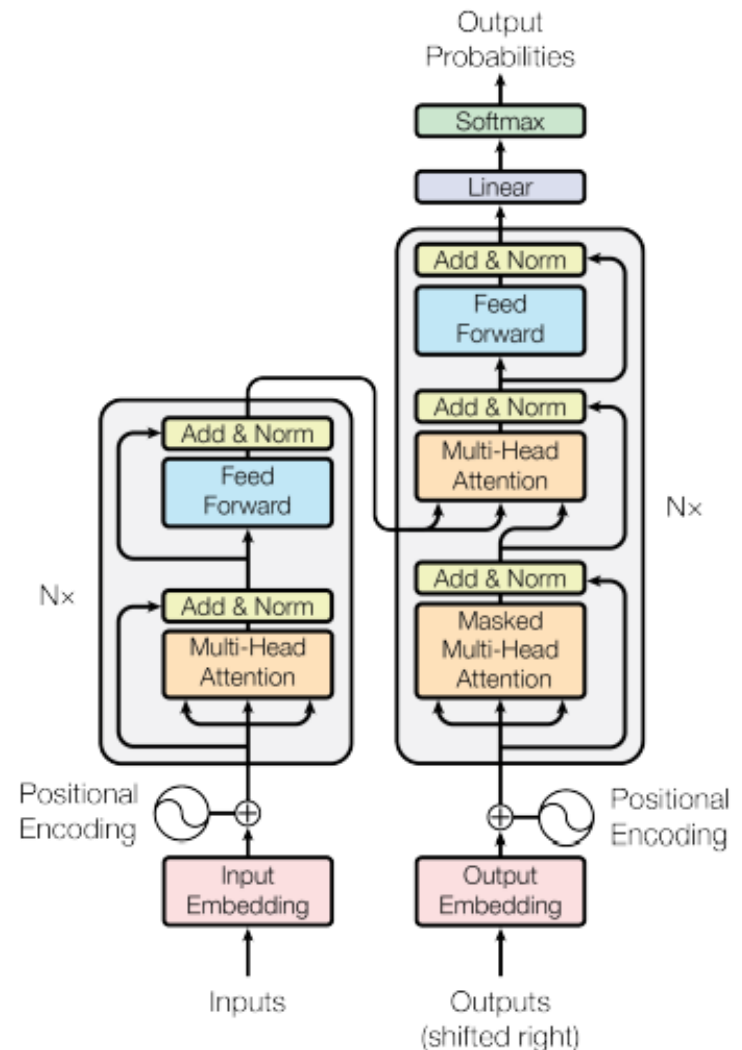 Output
Probabilities
Softmax
Linear
Add & Norm
Feed
Forward
Add & Norm
Multi-Head
Attention
Add & Norm
Masked
Multi-Head
Attention
Nx
Add & Norm
Feed
Forward
Add & Norm
Multi-Head
Attention
Nx
Positional
Encoding
Positional
Encoding
Input
Embedding
Output
Embedding
Inputs
Outputs
(shifted right)